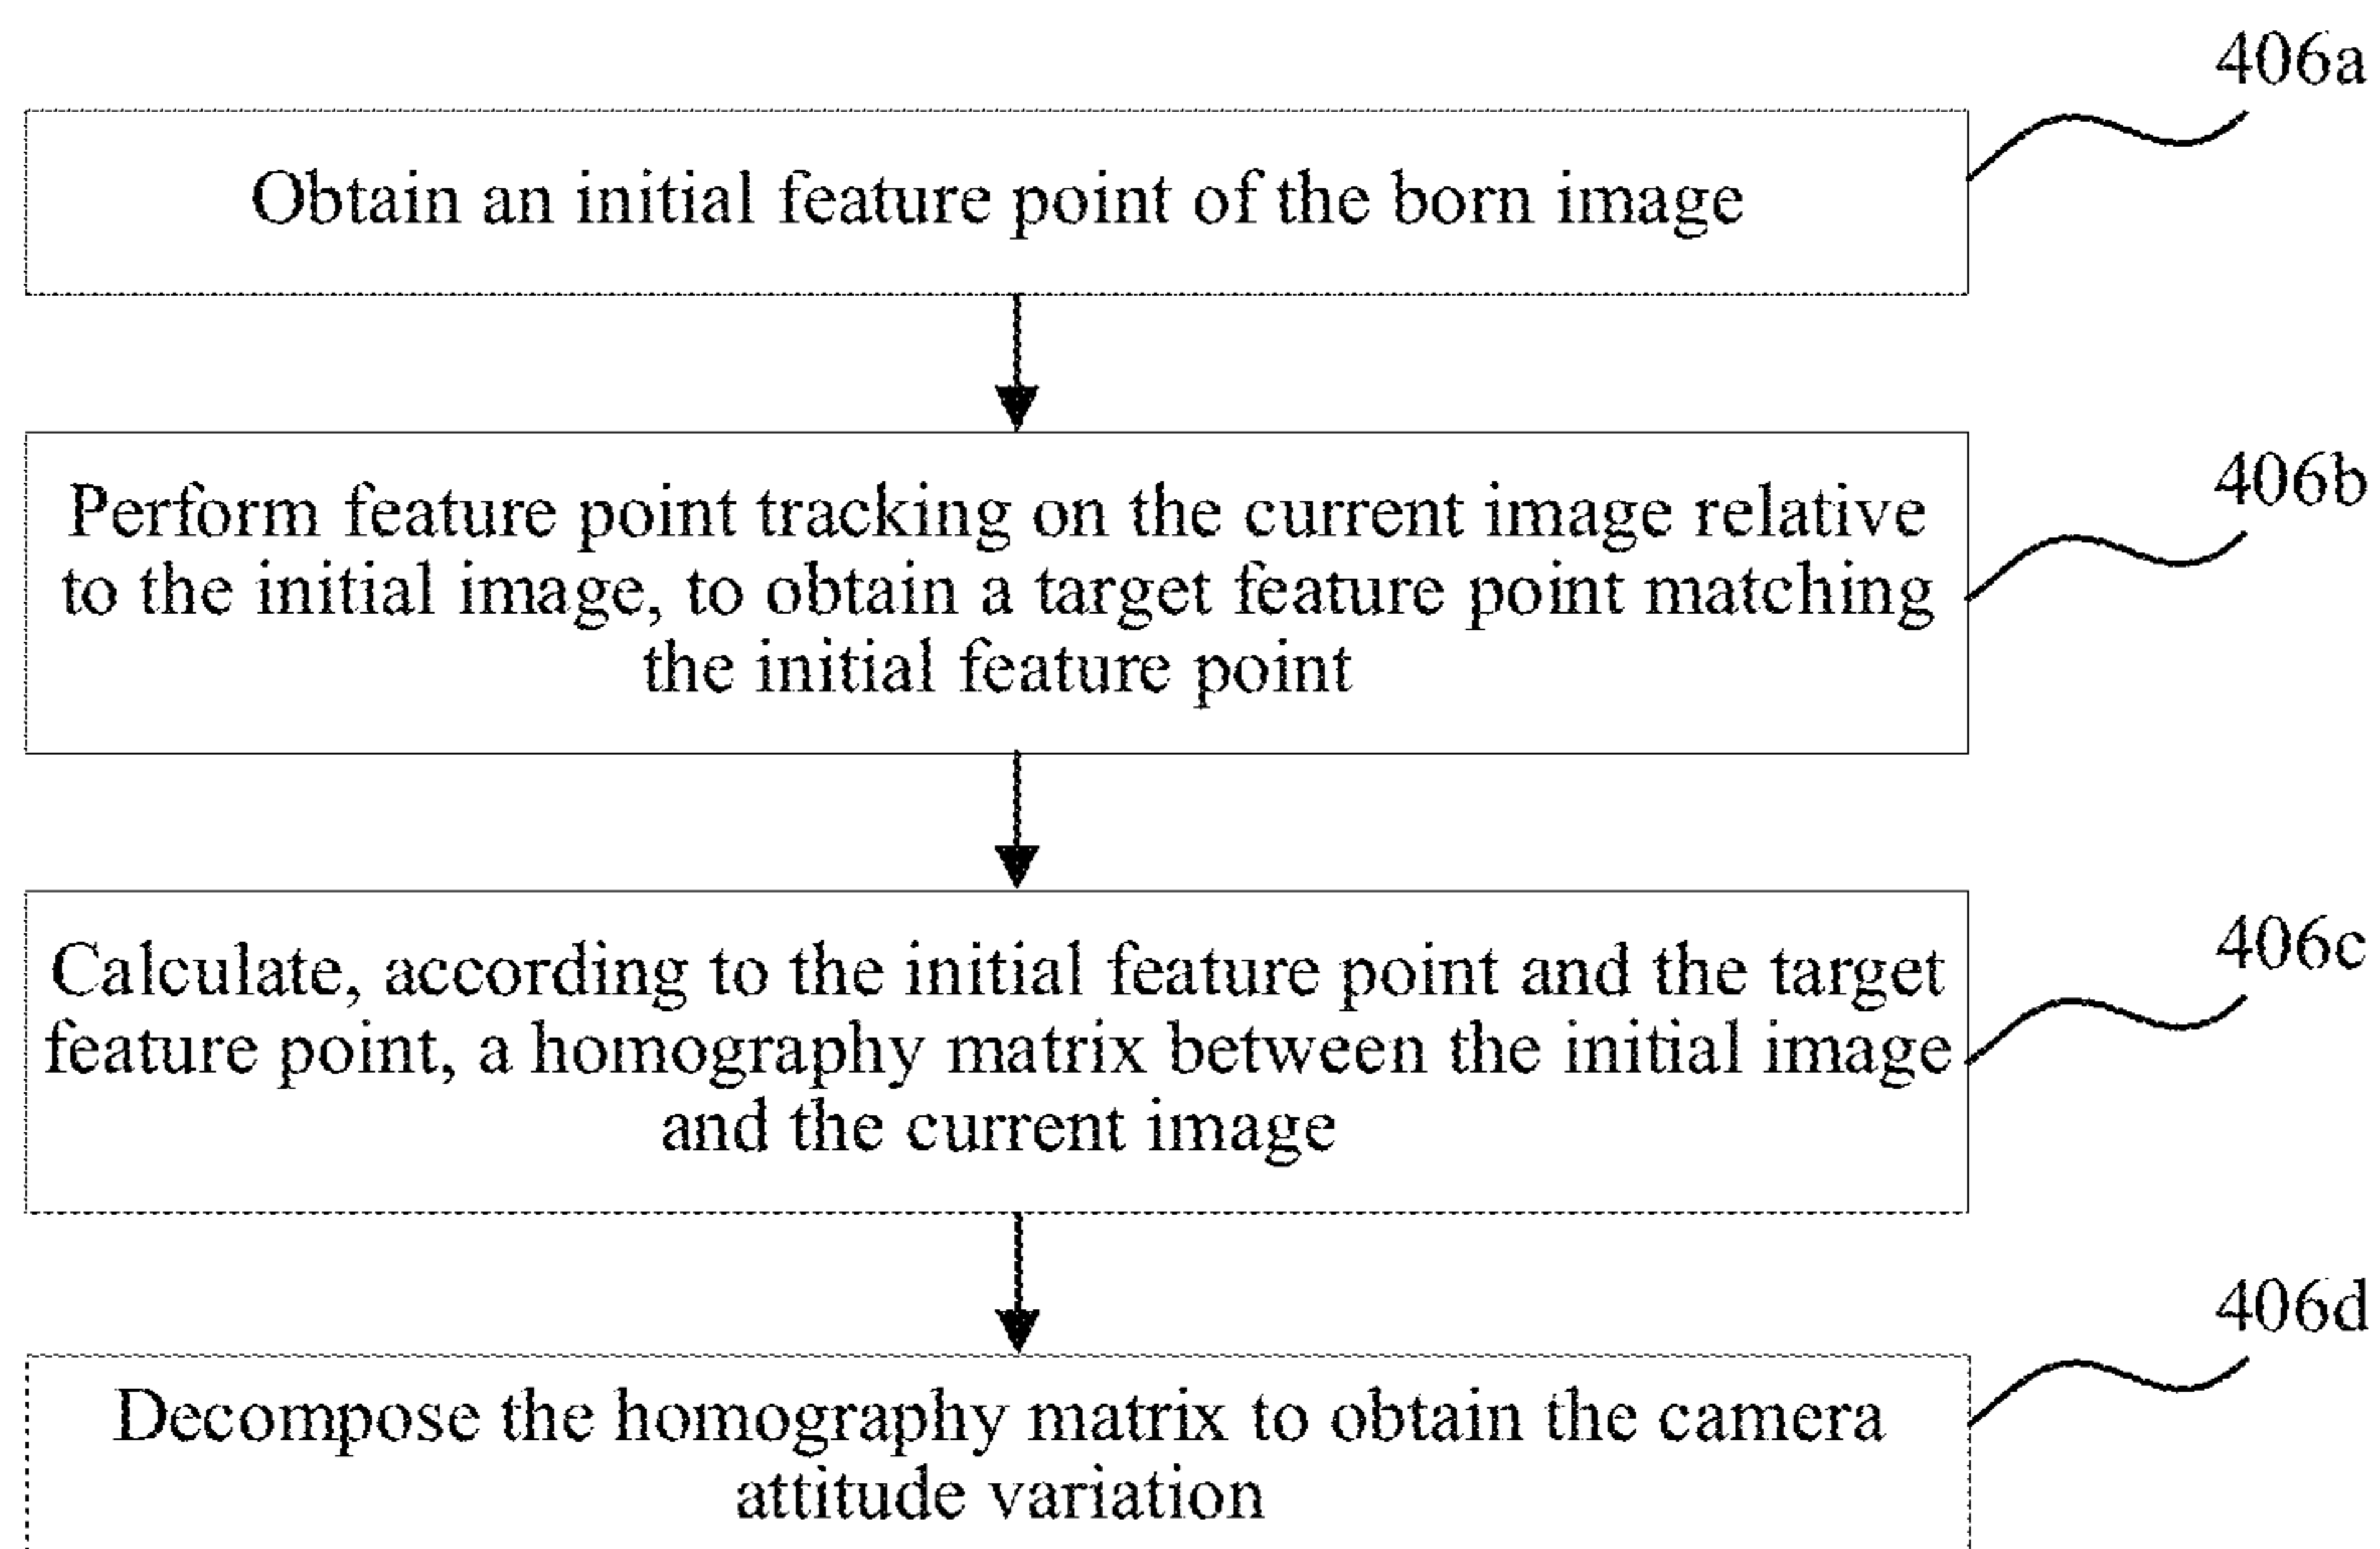 406a
Obtain an initial feature point of the born image
406b
Perform feature point tracking on the current image relative
to the initial image, to obtain a target feature point matching
the initial feature point
406c
Calculate, according to the initial feature point and the target
feature point, a homography matrix between the initial image
and the current image
406d
Decompose the homography matrix to obtain the camera
attitude variation